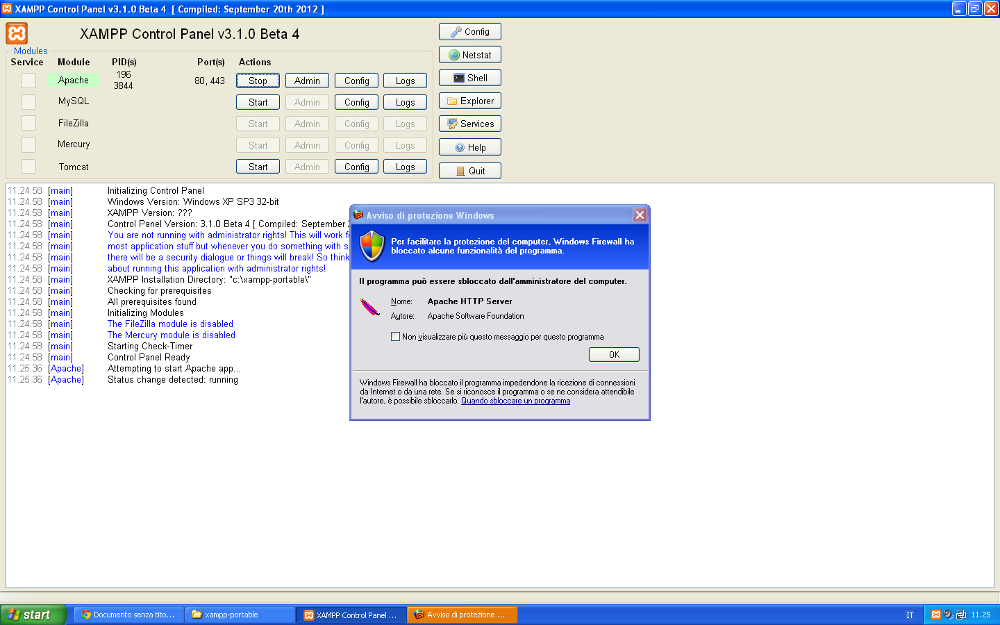 XAMPP Control Panel v3.1.0 Beta 4 [ Compiled: September 20th 2012 ]
XAMPP Control Panel v3.1.0 Beta 4
Modules
Service Module PID(s) Port(s) Actions
Apache 196 3844 80, 443 Stop Admin Config Logs
MySQL Start Admin Config Logs
FileZilla Start Admin Config Logs
Mercury Start Admin Config Logs
Tomcat Start Admin Config Logs
Config
Netstat
Shell
Explorer
Services
Help
Quit
11.24.58 [main] Initializing Control Panel
11.24.58 [main] Windows Version: Windows XP SP3 32-bit
11.24.58 [main] XAMPP Version: ???
11.24.58 [main] Control Panel Version: 3.1.0 Beta 4 [ Compiled: September
11.24.58 [main] You are not running with administrator rights! This will work
11.24.58 [main] most application stuff but whenever you do something with
11.24.58 [main] there will be a security dialogue or things will break! So think
11.24.58 [main] about running this application with administrator rights!
11.24.58 [main] XAMPP Installation Directory: "c:\xampp-portable\"
11.24.58 [main] Checking for prerequisites
11.24.58 [main] All prerequisites found
11.24.58 [main] Initializing Modules
11.24.58 [main] The FileZilla module is disabled
11.24.58 [main] The Mercury module is disabled
11.24.58 [main] Starting Check-Timer
11.24.58 [main] Control Panel Ready
11.25.36 [Apache] Attempting to start Apache app...
11.25.36 [Apache] Status change detected: running
Avviso di protezione Windows
Per facilitare la protezione del computer, Windows Firewall ha
bloccato alcune funzionalità del programma.
Il programma può essere sbloccato dall'amministratore del computer.
Nome: Apache HTTP Server
Autore: Apache Software Foundation
Non visualizzare più questo messaggio per questo programma
OK
Windows Firewall ha bloccato il programma impedendone la ricezione di connessioni
da Internet o da una rete. Se si riconosce il programma o se ne considera attendibile
l'autore, è possibile sbloccarlo. Quando sbloccare un programma
start Documento senza tito... xampp-portable XAMPP Control Panel ... Avviso di protezione ... IT 11.25